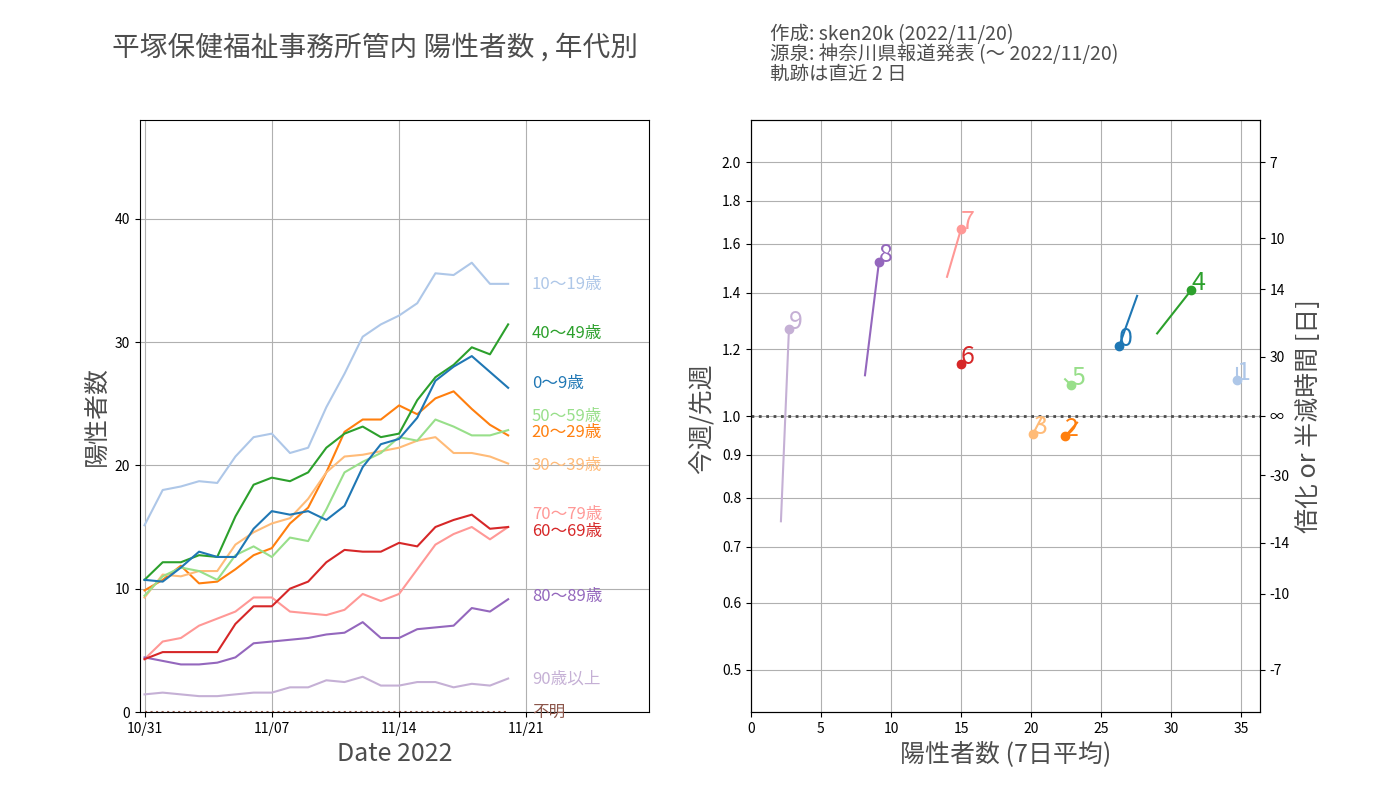 平塚保健福祉事務所管内 陽性者数 , 年代別
作成: sken20k (2022/11/20)
源泉: 神奈川県報道発表 (～ 2022/11/20)
軌跡は直近 2 日
陽性者数
40
30
20
10
0
10/31
11/07
11/14
11/21
Date 2022
10～19歳
40～49歳
0～9歳
50～59歳
20～29歳
30～39歳
70～79歳
60～69歳
80～89歳
90歳以上
不明
今週/先週
2.0
1.8
1.6
1.4
1.2
1.0
0.9
0.8
0.7
0.6
0.5
0
5
10
15
20
25
30
35
陽性者数 (7日平均)
7
10
14
30
∞
-30
-14
-10
-7
倍化 or 半減時間 [日]
9
8
7
6
5
4
3
2
1
0